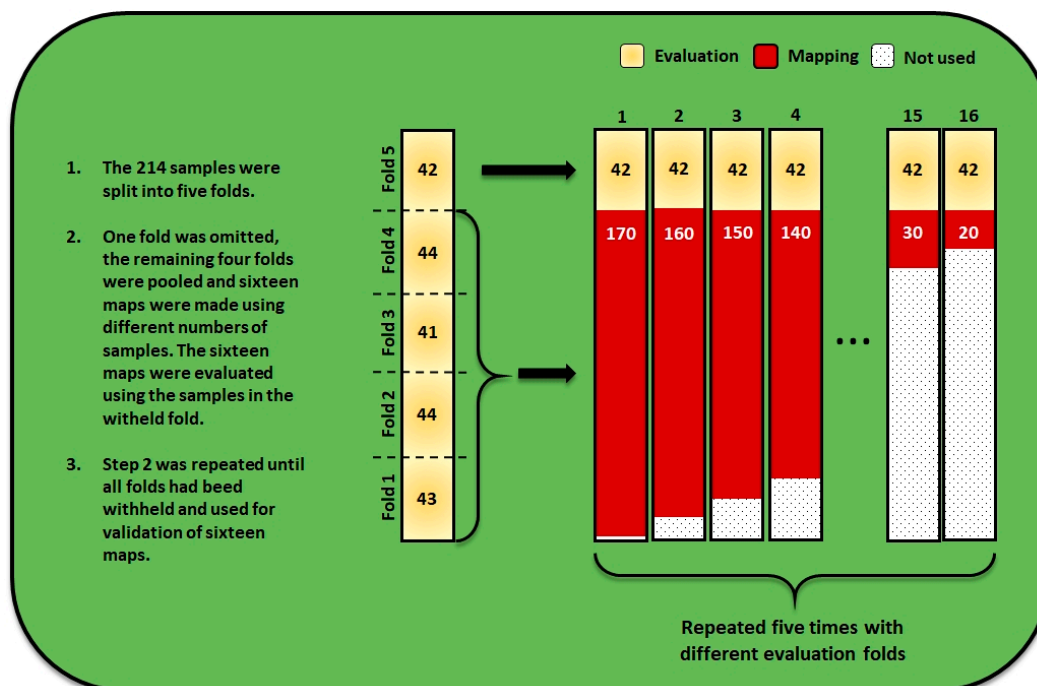 Evaluation Mapping Not used
1. The 214 samples were
split into five folds.
2. One fold was omitted,
the remaining four folds
were pooled and sixteen
maps were made using
different numbers of
samples. The sixteen
maps were evaluated
using the samples in the
witheld fold.
3. Step 2 was repeated until
all folds had beed
withheld and used for
validation of sixteen
maps.
Fold 5 42
Fold 4 44
Fold 3 41
Fold 2 44
Fold 1 43
1 2 3 4 15 16
42 42 42 42 42 42
170 160 150 140 30 20
...
Repeated five times with
different evaluation folds